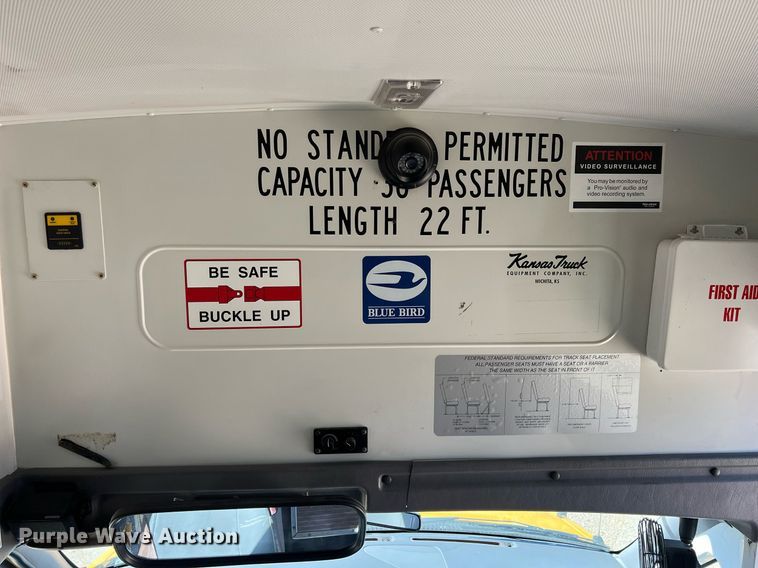 NO STANDEES PERMITTED
CAPACITY 30 PASSENGERS
LENGTH 22 FT.
ATTENTION
VIDEO SURVEILLANCE
You may be monitored by
a Pro-Vision® audio and
video recording system.
BE SAFE
BUCKLE UP
BLUE BIRD
Kansas Truck
EQUIPMENT COMPANY, INC.
WICHITA, KS
FIRST AID
KIT
FEDERAL STANDARD REQUIREMENTS FOR TRACK SEAT PLACEMENT
ALL PASSENGER SEATS MUST HAVE A SEAT OR A BARRIER
THE SAME WIDTH AS THE SEAT IN FRONT OF IT
Purple Wave Auction